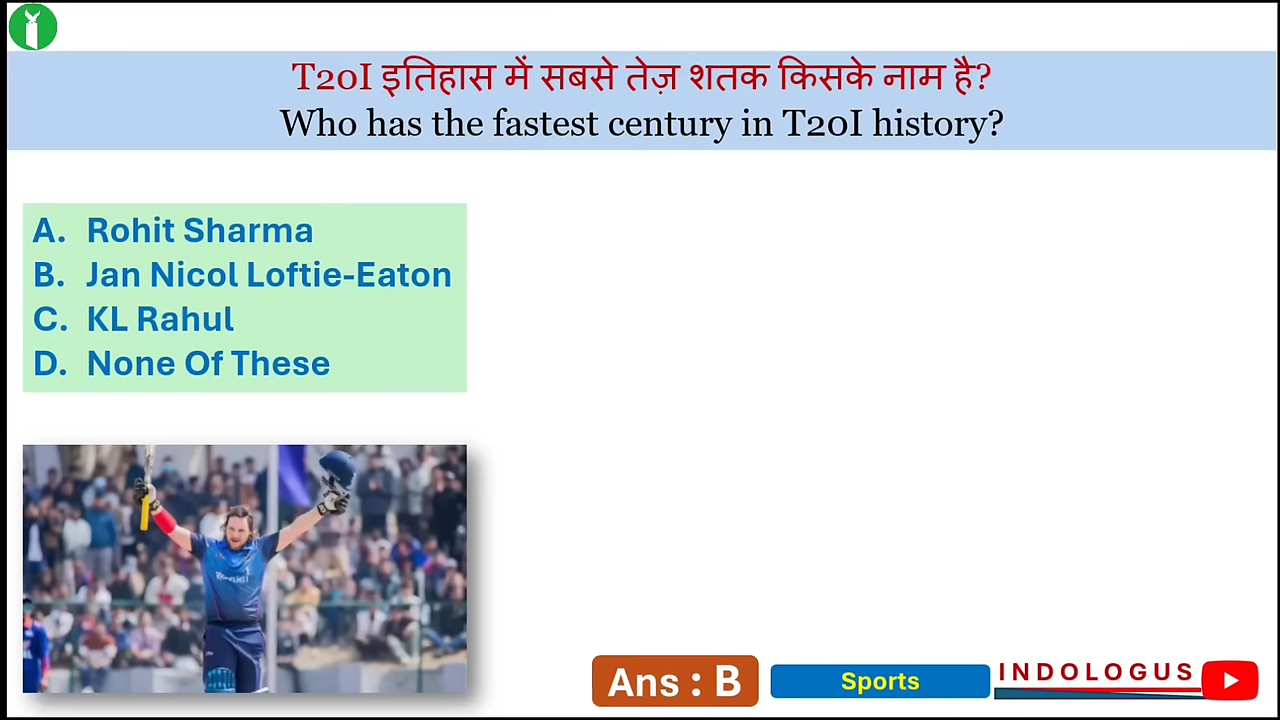 T20I इतिहास में सबसे तेज़ शतक किसके नाम है?
Who has the fastest century in T20I history?
A. Rohit Sharma
B. Jan Nicol Loftie-Eaton
C. KL Rahul
D. None Of These
Ans : B
Sports
INDOLOGUS